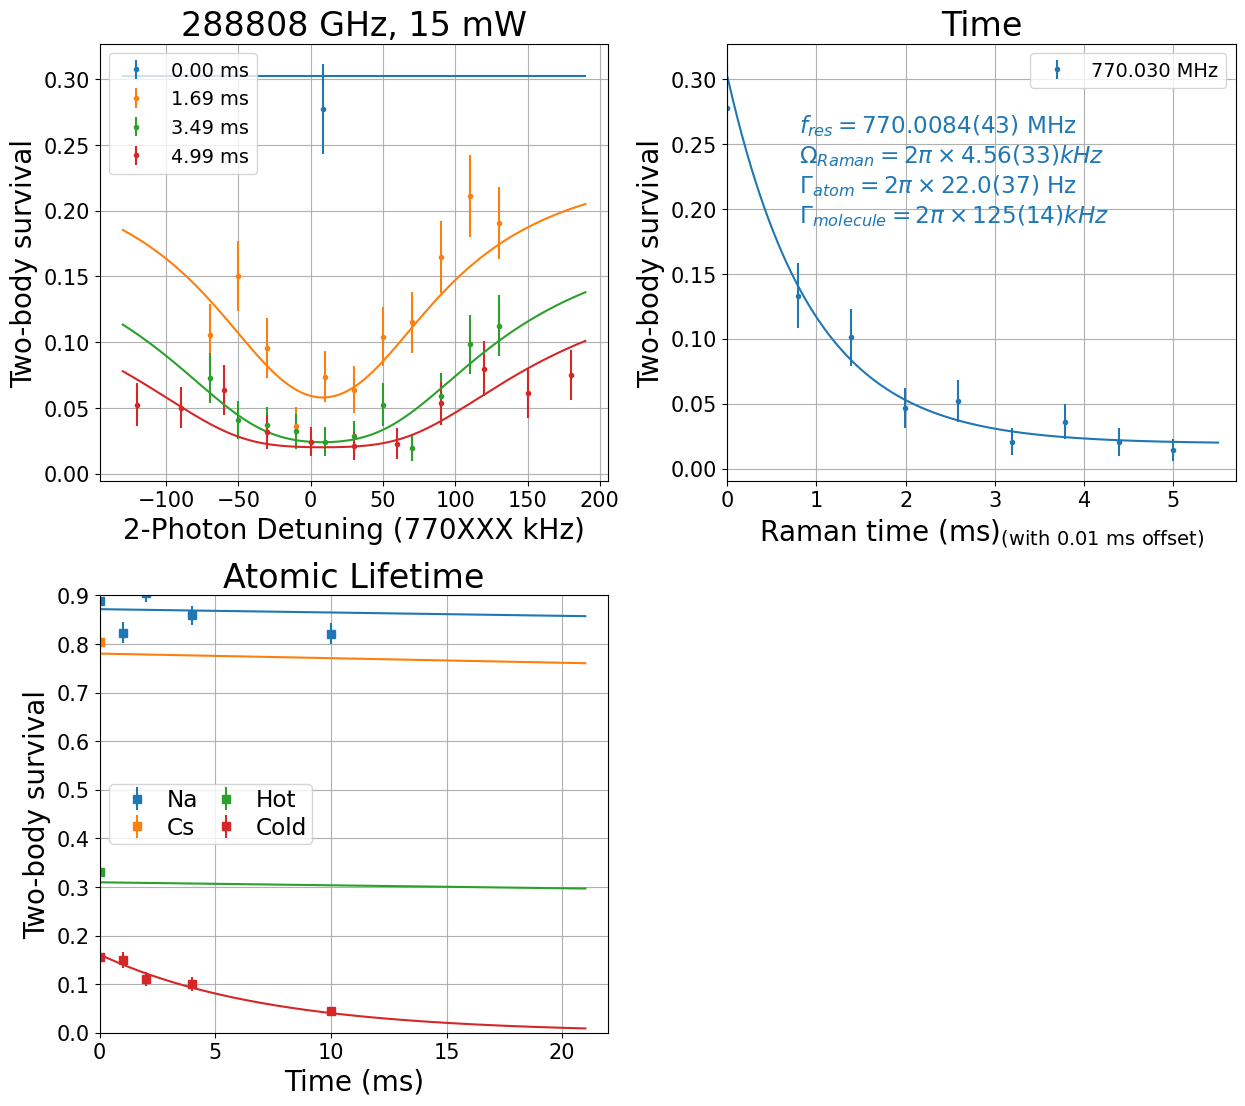 288808 GHz, 15 mW
Two-body survival
0.30
0.25
0.20
0.15
0.10
0.05
0.00
0.00 ms
1.69 ms
3.49 ms
4.99 ms
−100 −50 0 50 100 150 200
2-Photon Detuning (770XXX kHz)
Time
Two-body survival
0.30
0.25
0.20
0.15
0.10
0.05
0.00
770.030 MHz
f_res = 770.0084(43) MHz
Ω_Raman = 2π × 4.56(33)kHz
Γ_atom = 2π × 22.0(37) Hz
Γ_molecule = 2π × 125(14)kHz
0 1 2 3 4 5
Raman time (ms)(with 0.01 ms offset)
Atomic Lifetime
Two-body survival
0.9
0.8
0.7
0.6
0.5
0.4
0.3
0.2
0.1
0.0
Na Hot
Cs Cold
0 5 10 15 20
Time (ms)